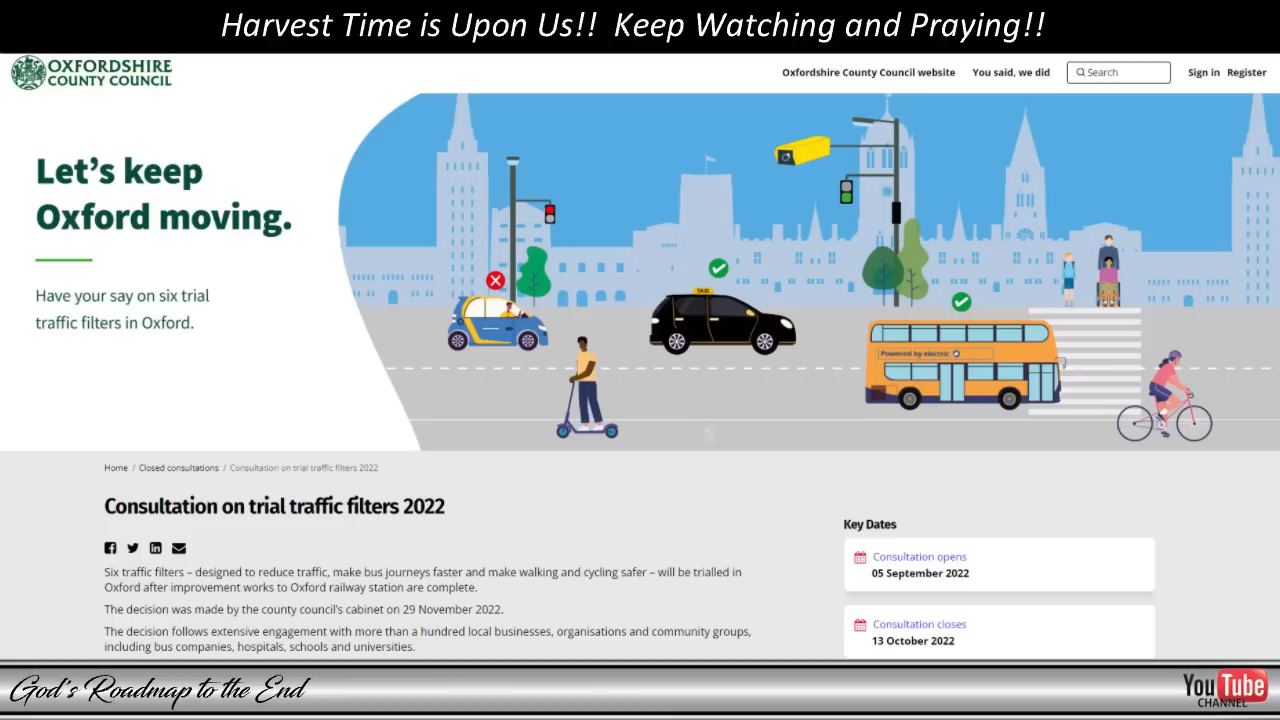 Harvest Time is Upon Us!!  Keep Watching and Praying!!
OXFORDSHIRE
COUNTY COUNCIL
Oxfordshire County Council website
You said, we did
Search
Sign in
Register
Let's keep
Oxford moving.
Have your say on six trial
traffic filters in Oxford.
TAXI
Powered by electric
Home / Closed consultations / Consultation on trial traffic filters 2022
Consultation on trial traffic filters 2022
Six traffic filters – designed to reduce traffic, make bus journeys faster and make walking and cycling safer – will be trialled in
Oxford after improvement works to Oxford railway station are complete.
The decision was made by the county council's cabinet on 29 November 2022.
The decision follows extensive engagement with more than a hundred local businesses, organisations and community groups,
including bus companies, hospitals, schools and universities.
Key Dates
Consultation opens
05 September 2022
Consultation closes
13 October 2022
God's Roadmap to the End
YouTube
CHANNEL